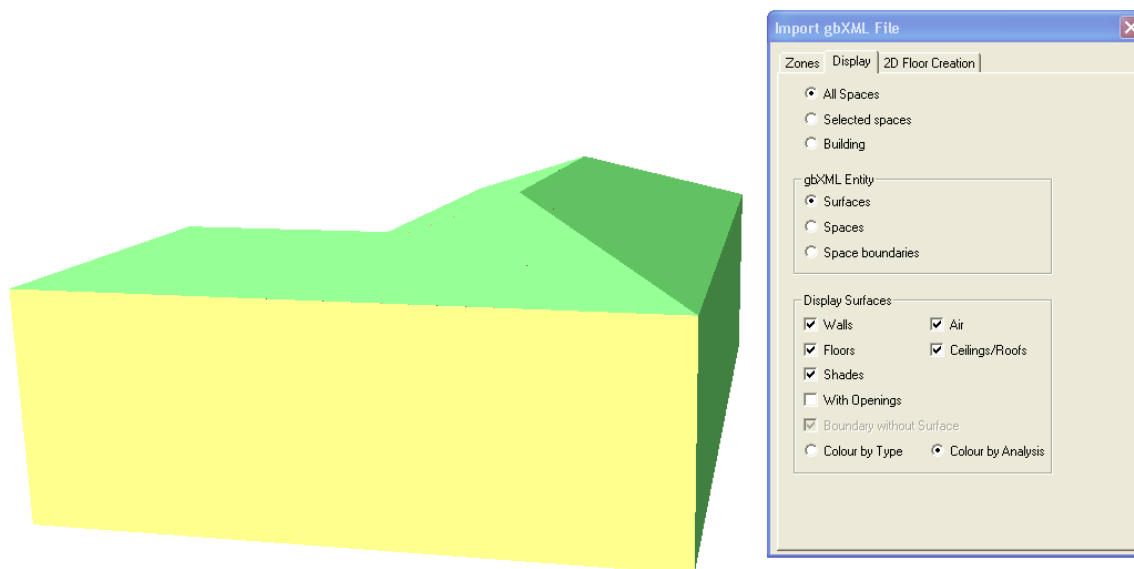 Import gbXML File
Zones Display 2D Floor Creation
All Spaces
Selected spaces
Building
gbXML Entity
Surfaces
Spaces
Space boundaries
Display Surfaces
Walls Air
Floors Ceilings/Roofs
Shades
With Openings
Boundary without Surface
Colour by Type Colour by Analysis